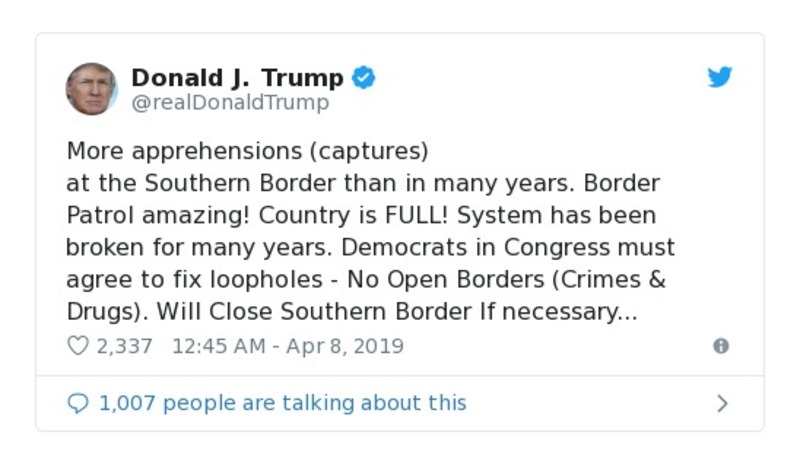 Donald J. Trump
@realDonaldTrump
More apprehensions (captures)
at the Southern Border than in many years. Border
Patrol amazing! Country is FULL! System has been
broken for many years. Democrats in Congress must
agree to fix loopholes - No Open Borders (Crimes &
Drugs). Will Close Southern Border If necessary...
2,337 12:45 AM - Apr 8, 2019
1,007 people are talking about this